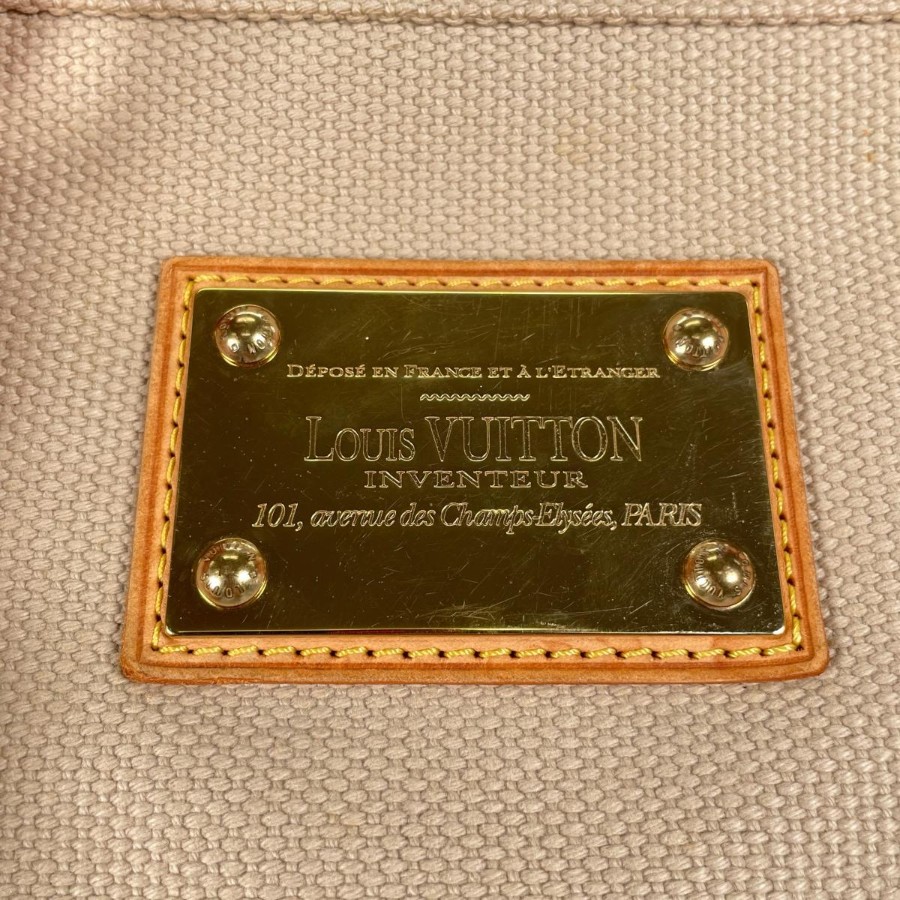 DÉPOSÉ EN FRANCE ET À L'ETRANGER
LOUIS VUITTON
INVENTEUR
101, avenue des Champs-Elysées, PARIS